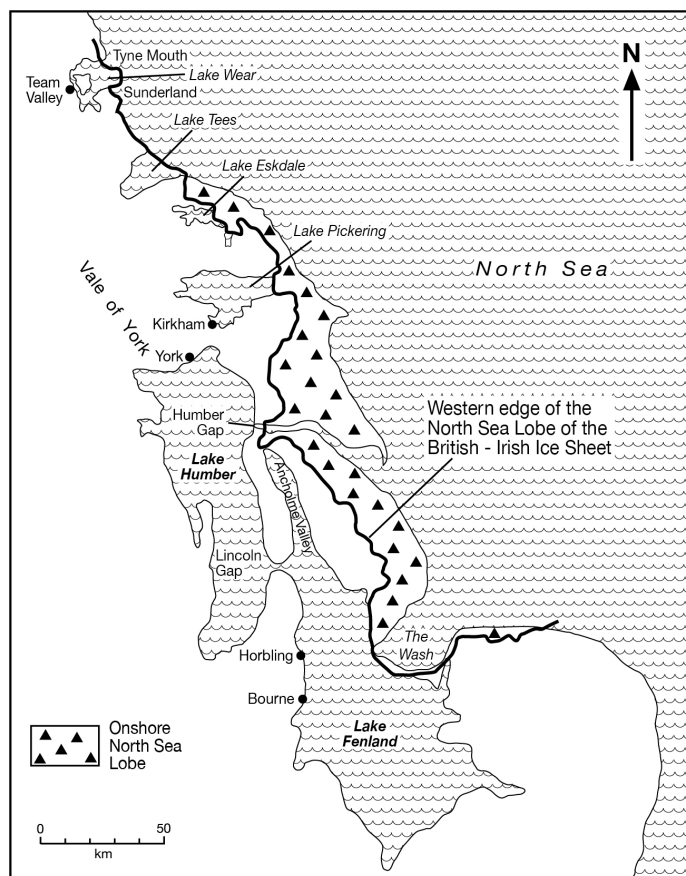 N
Tyne Mouth
Lake Wear
Team
Valley
Sunderland
Lake Tees
Lake Eskdale
Lake Pickering
North Sea
Vale of York
Kirkham
York
Humber
Gap
Western edge of the
North Sea Lobe of the
British - Irish Ice Sheet
Lake
Humber
Ancholme Valley
Lincoln
Gap
The
Wash
Horbling
Bourne
Lake
Fenland
Onshore
North Sea
Lobe
0 50
km